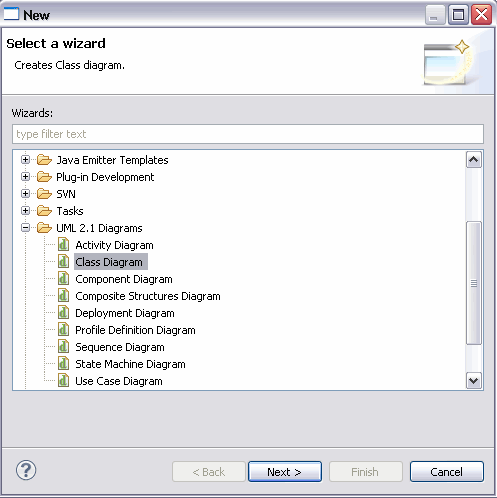 New
Select a wizard
Creates Class diagram.
Wizards:
type filter text
Java Emitter Templates
Plug-in Development
SVN
Tasks
UML 2.1 Diagrams
Activity Diagram
Class Diagram
Component Diagram
Composite Structures Diagram
Deployment Diagram
Profile Definition Diagram
Sequence Diagram
State Machine Diagram
Use Case Diagram
? < Back Next > Finish Cancel